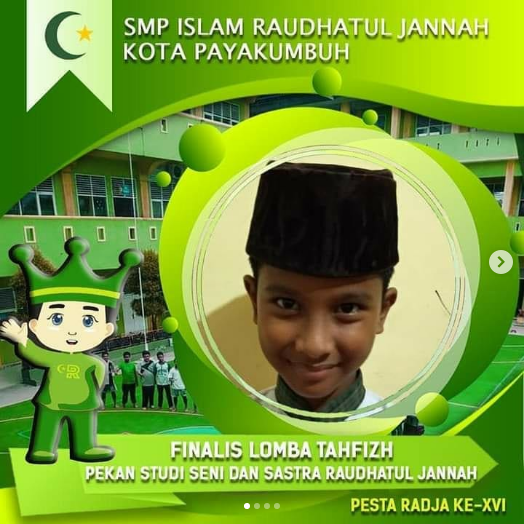 SMP ISLAM RAUDHATUL JANNAH
KOTA PAYAKUMBUH
FINALIS LOMBA TAHFIZH
PEKAN STUDI SENI DAN SASTRA RAUDHATUL JANNAH
PESTA RADJA KE-XVI